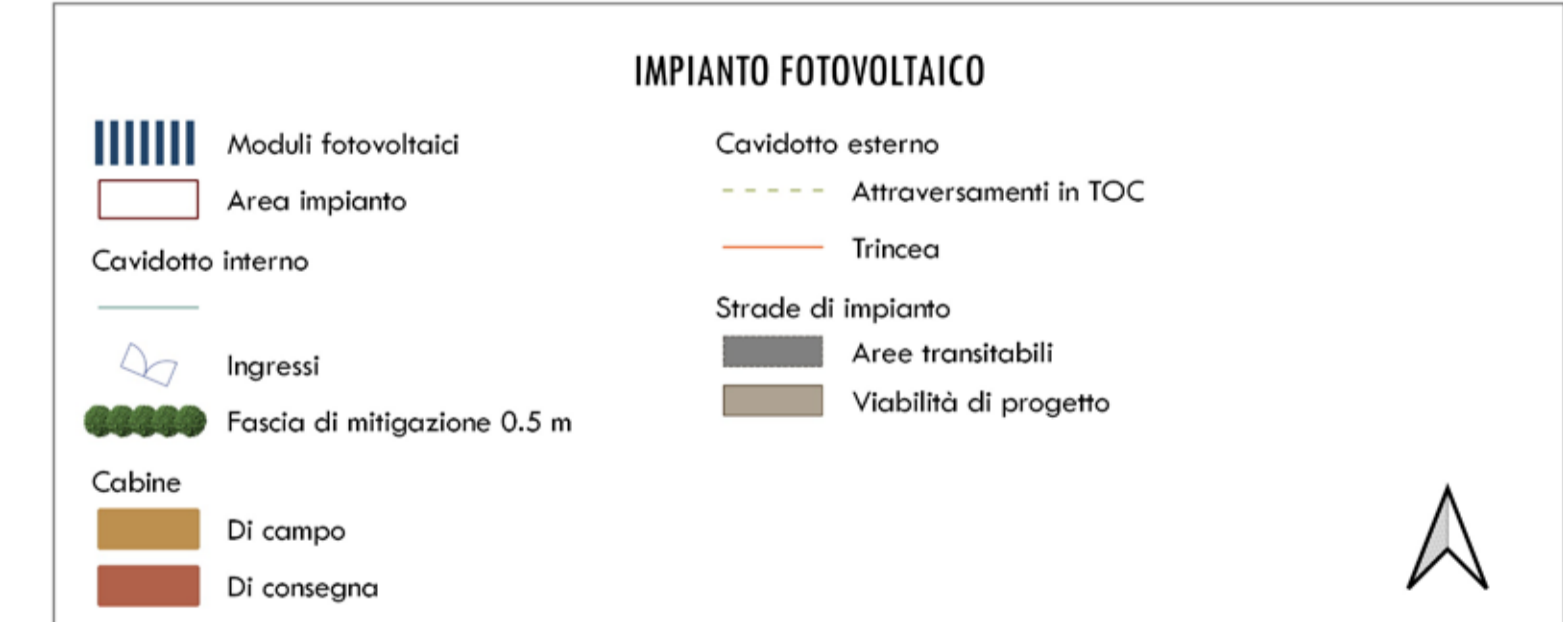 IMPIANTO FOTOVOLTAICO
Moduli fotovoltaici
Area impianto
Cavidotto interno
Ingressi
Fascia di mitigazione 0.5 m
Cabine
Di campo
Di consegna
Cavidotto esterno
Attraversamenti in TOC
Trincea
Strade di impianto
Aree transitabili
Viabilità di progetto